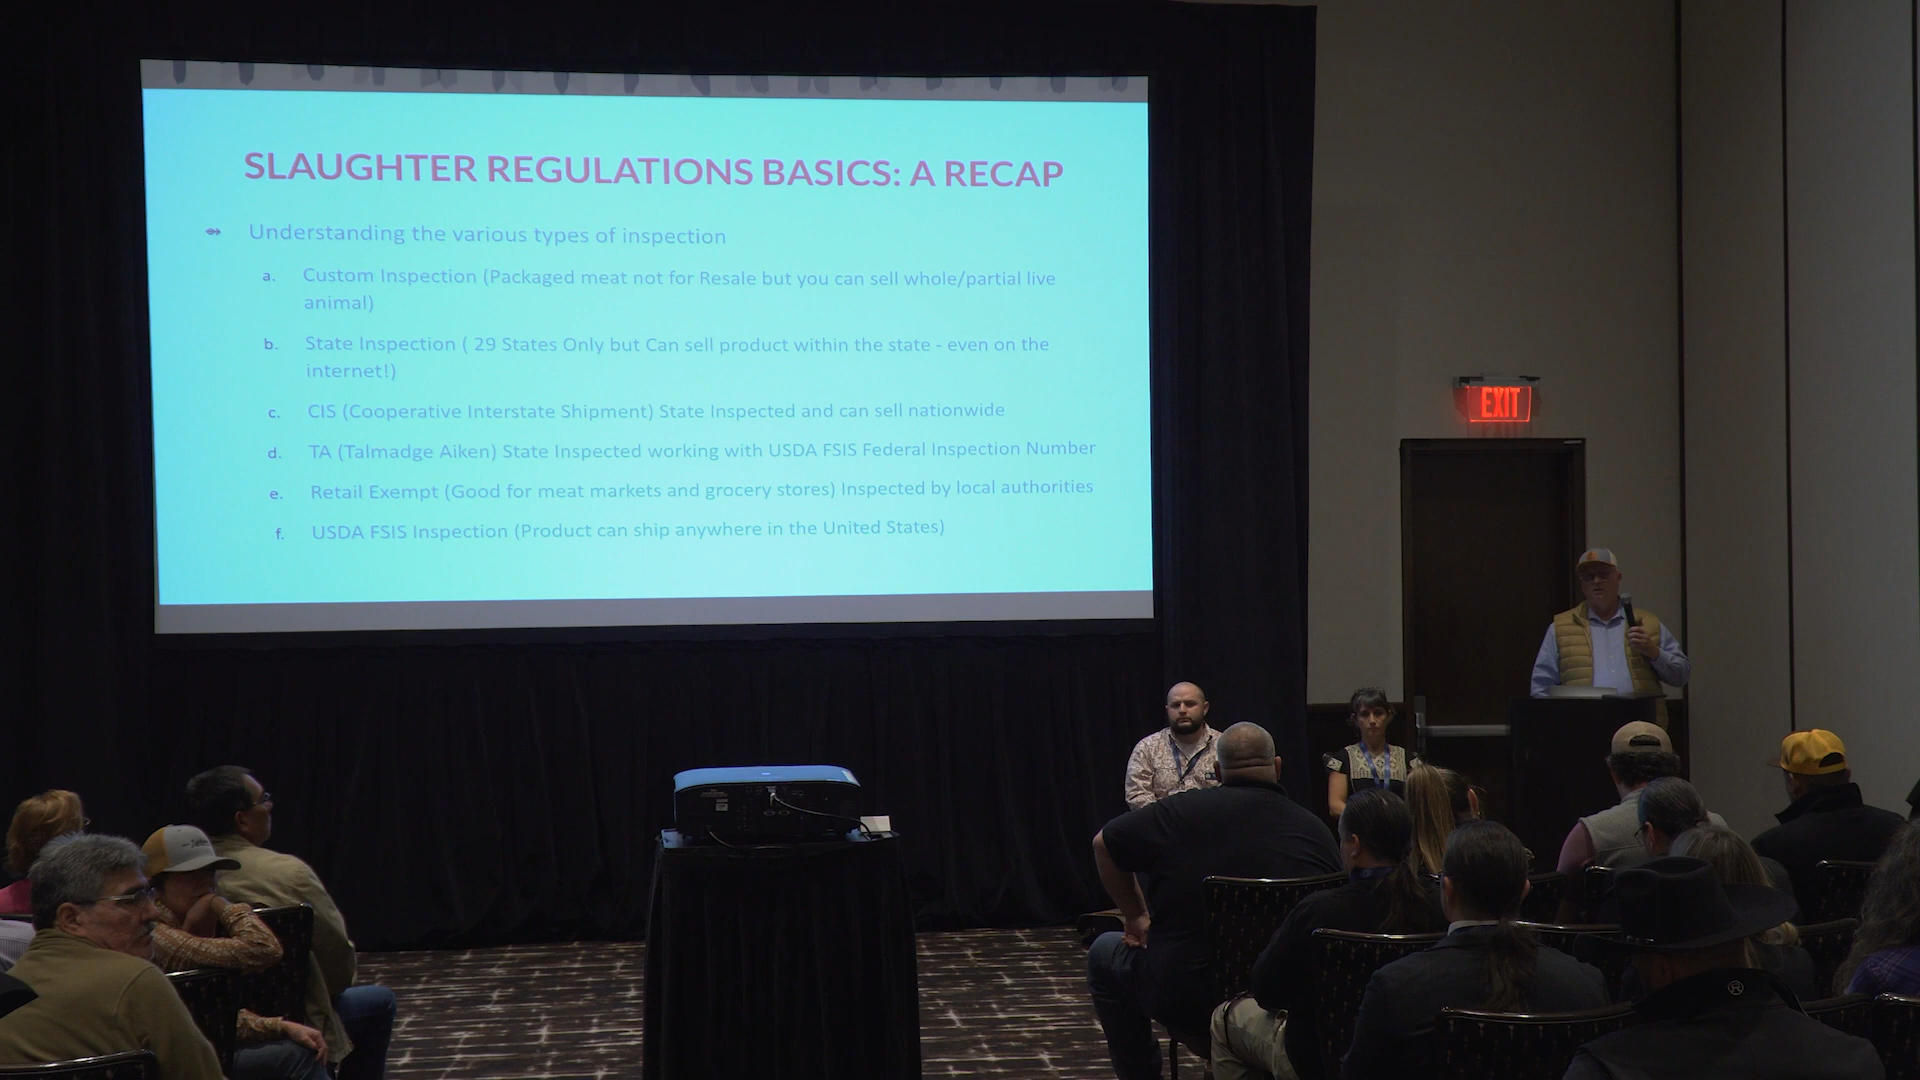 SLAUGHTER REGULATIONS BASICS: A RECAP
Understanding the various types of inspection
a. Custom Inspection (Packaged meat not for Resale but you can sell whole/partial live
animal)
b. State Inspection ( 29 States Only but Can sell product within the state - even on the
internet!)
c. CIS (Cooperative Interstate Shipment) State Inspected and can sell nationwide
d. TA (Talmadge Aiken) State Inspected working with USDA FSIS Federal Inspection Number
e. Retail Exempt (Good for meat markets and grocery stores) Inspected by local authorities
f. USDA FSIS Inspection (Product can ship anywhere in the United States)
EXIT